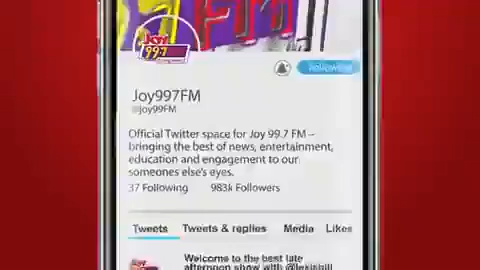 FM
Joy
99.7
Following
Joy997FM
@Joy99FM
Official Twitter space for Joy 99.7 FM –
bringing the best of news, entertainment,
education and engagement to our
someones else's eyes.
37 Following 983k Followers
Tweets Tweets & replies Media Likes
Welcome to the best late
afternoon show with